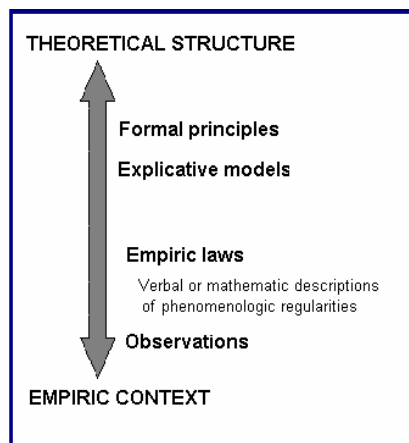 THEORETICAL STRUCTURE
Formal principles
Explicative models
Empiric laws
Verbal or mathematic descriptions
of phenomenologic regularities
Observations
EMPIRIC CONTEXT